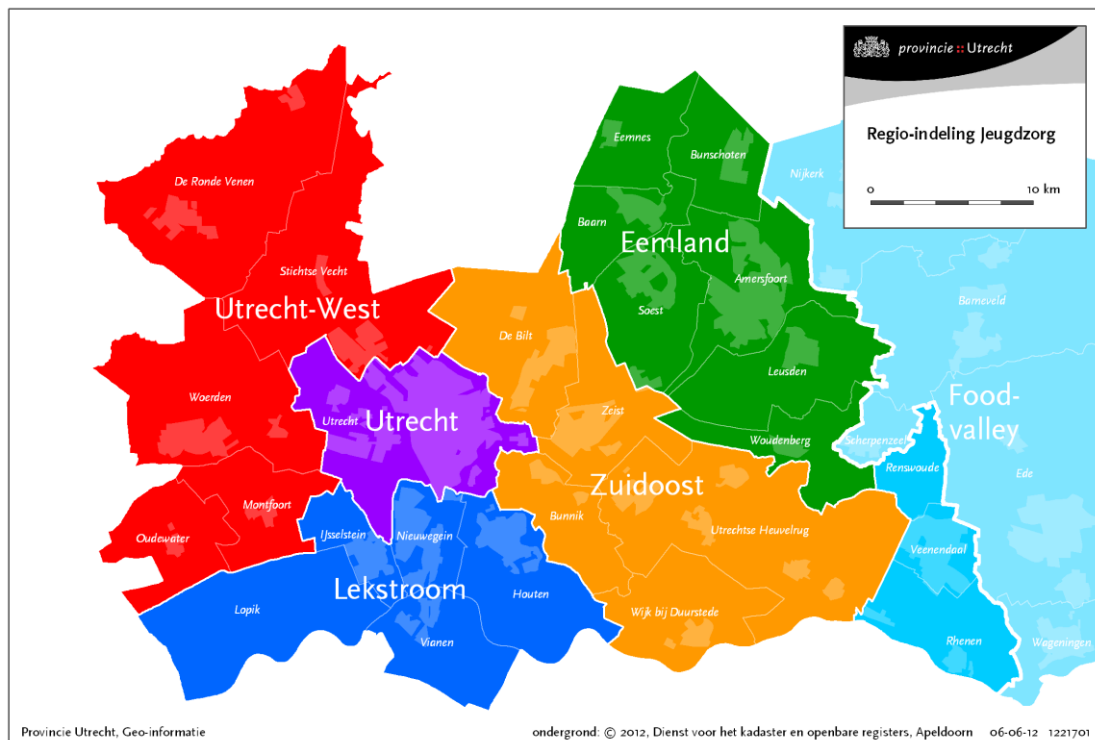 provincie :: Utrecht
Regio-indeling Jeugdzorg
0 10 km
Eemnes
Bunschoten
Nijkerk
De Ronde Venen
Baarn
Eemland
Stichtse Vecht
Amersfoort
Barneveld
Utrecht-West
Soest
De Bilt
Leusden
Woerden
Zeist
Food-
valley
Utrecht
Utrecht
Woudenberg
Scherpenzeel
Renswoude
Ede
Zuidoost
Montfoort
Bunnik
Utrechtse Heuvelrug
Oudewater
IJsselstein
Nieuwegein
Veenendaal
Lekstroom
Houten
Lopik
Wijk bij Duurstede
Vianen
Rhenen
Wageningen
Provincie Utrecht, Geo-informatie
ondergrond: © 2012, Dienst voor het kadaster en openbare registers, Apeldoorn 06-06-12 1221701